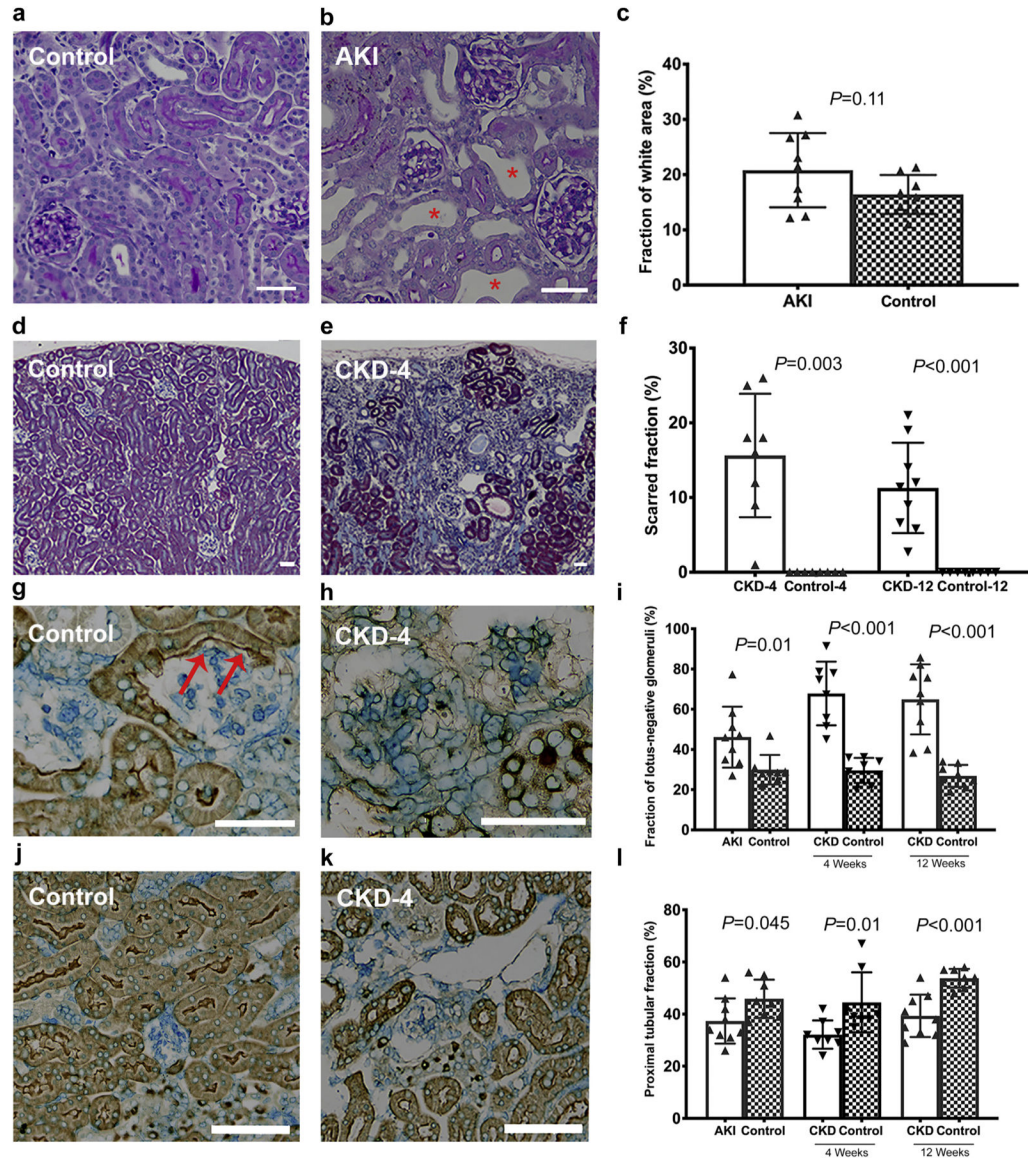 a
Control
b
AKI
*
*
*
c
Fraction of white area (%)
40
30
20
10
0
P=0.11
AKI Control
d
Control
e
CKD-4
f
Scarred fraction (%)
30
20
10
0
P=0.003 P<0.001
CKD-4 Control-4 CKD-12 Control-12
g
Control
h
CKD-4
i
Fraction of lotus-negative glomeruli (%)
100
80
60
40
20
0
P=0.01 P<0.001 P<0.001
AKI Control CKD Control CKD Control
4 Weeks 12 Weeks
j
Control
k
CKD-4
l
Proximal tubular fraction (%)
80
60
40
20
0
P=0.045 P=0.01 P<0.001
AKI Control CKD Control CKD Control
4 Weeks 12 Weeks